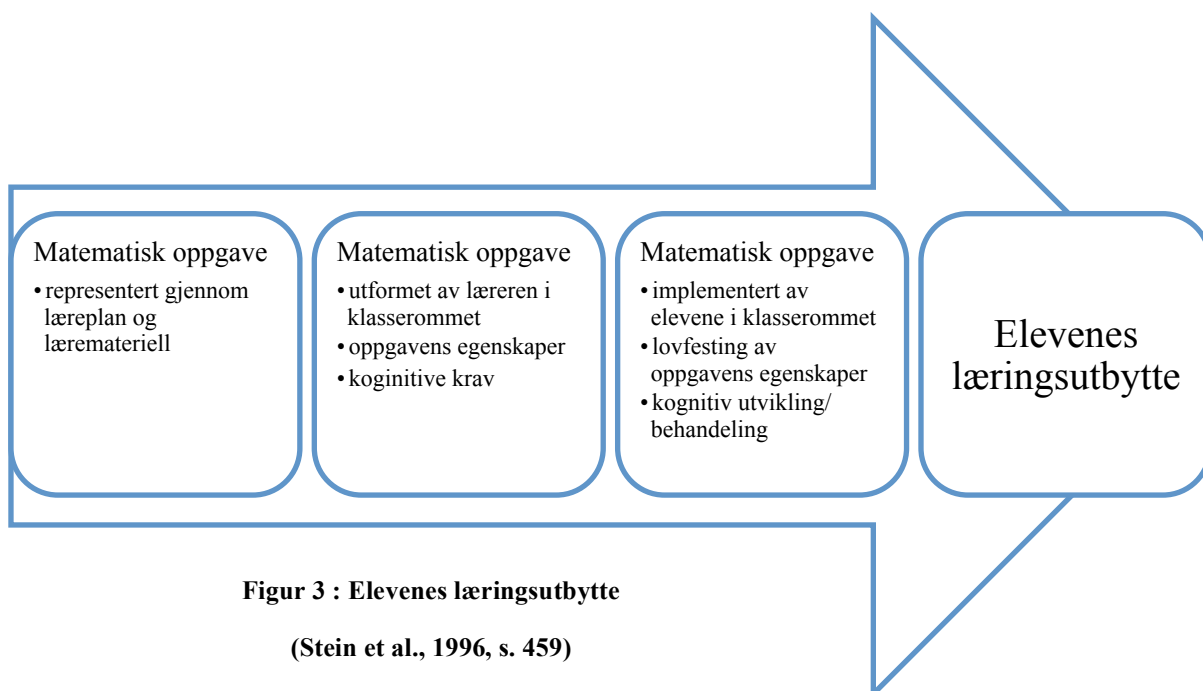 Matematisk oppgave
• representert gjennom
læreplan og
læremateriell
Matematisk oppgave
• utformet av læreren i
klasserommet
• oppgavens egenskaper
• koginitive krav
Matematisk oppgave
• implementert av
elevene i klasserommet
• lovfesting av
oppgavens egenskaper
• kognitiv utvikling/
behandeling
Elevenes
læringsutbytte
Figur 3 : Elevenes læringsutbytte
(Stein et al., 1996, s. 459)